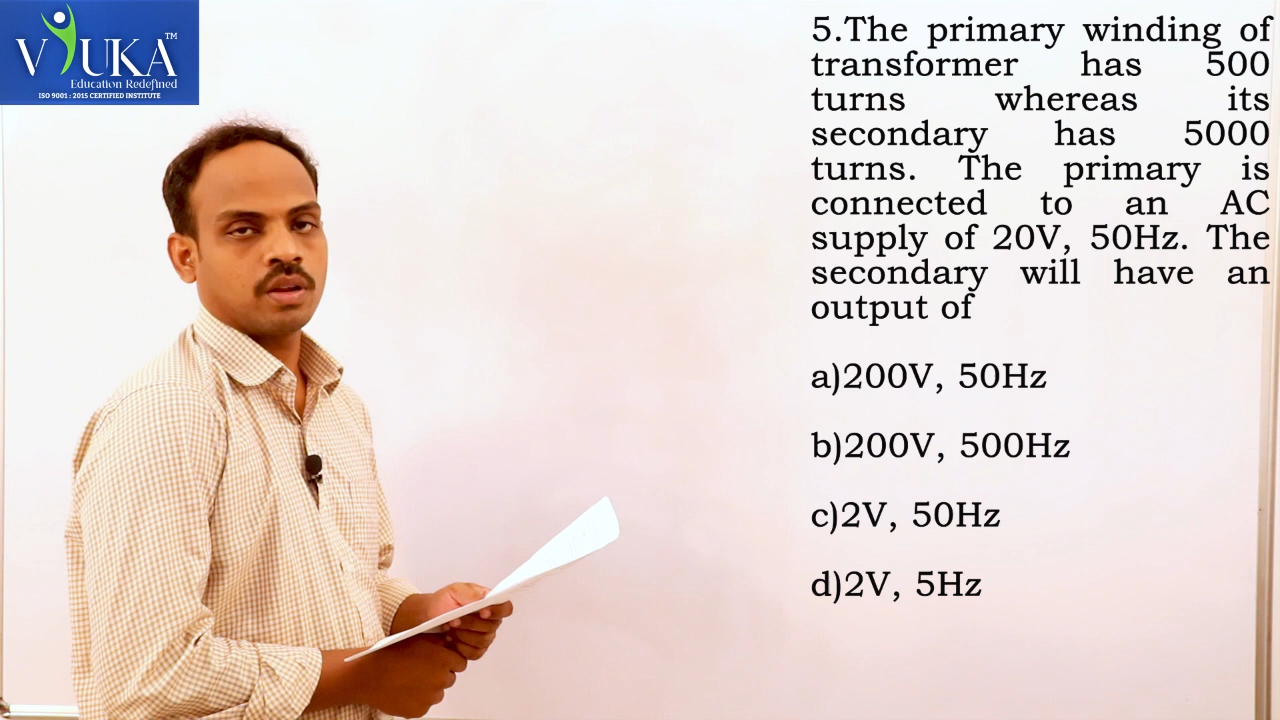 VJUKA™
Education Redefined
ISO 9001 : 2015 CERTIFIED INSTITUTE
5.The primary winding of
transformer has 500
turns whereas its
secondary has 5000
turns. The primary is
connected to an AC
supply of 20V, 50Hz. The
secondary will have an
output of
a)200V, 50Hz
b)200V, 500Hz
c)2V, 50Hz
d)2V, 5Hz